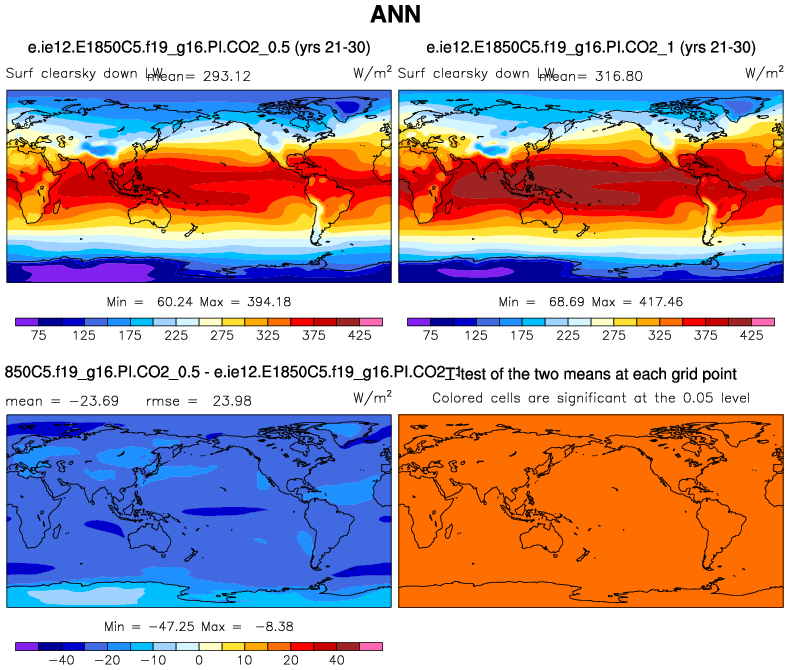 ANN
e.ie12.E1850C5.f19_g16.PI.CO2_0.5 (yrs 21-30)
e.ie12.E1850C5.f19_g16.PI.CO2_1 (yrs 21-30)
Surf clearsky down LW mean= 293.12 W/m²
Surf clearsky down LW mean= 316.80 W/m²
Min = 60.24 Max = 394.18
Min = 68.69 Max = 417.46
75 125 175 225 275 325 375 425
75 125 175 225 275 325 375 425
850C5.f19_g16.PI.CO2_0.5 - e.ie12.E1850C5.f19_g16.PI.CO2_1
T-test of the two means at each grid point
mean = -23.69 rmse = 23.98 W/m²
Colored cells are significant at the 0.05 level
Min = -47.25 Max = -8.38
-40 -20 -10 0 10 20 40